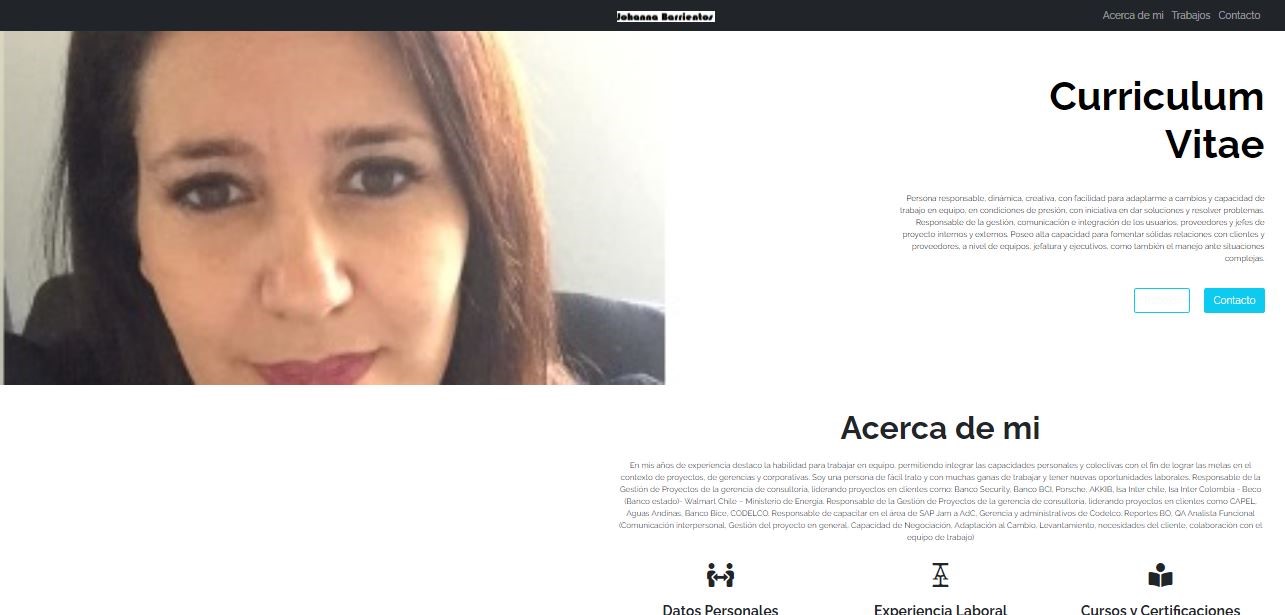 Johanna Barrientos
Acerca de mi Trabajos Contacto
Curriculum
Vitae
Persona responsable, dinámica, creativa, con facilidad para adaptarme a cambios y capacidad de
trabajo en equipo, en condiciones de presión, con iniciativa en dar soluciones y resolver problemas.
Responsable de la gestión, comunicación e integración de los usuarios, proveedores y jefes de
proyecto internos y externos. Poseo alta capacidad para fomentar sólidas relaciones con clientes y
proveedores, a nivel de equipos, jefatura y ejecutivos, como también el manejo ante situaciones
complejas.
Contacto
Acerca de mi
En mis años de experiencia destaco la habilidad para trabajar en equipo, permitiendo integrar las capacidades personales y colectivas con el fin de lograr las metas en el
contexto de proyectos, de gerencias y corporativas. Soy una persona de fácil trato y con muchas ganas de trabajar y tener nuevas oportunidades laborales. Responsable de la
Gestión de Proyectos de la gerencia de consultoría, liderando proyectos en clientes como: Banco Security, Banco BCI, Porsche, AKKIB, Isa Inter chile, Isa Inter Colombia - Beco
(Banco estado)- Walmart Chile – Ministerio de Energía. Responsable de la Gestión de Proyectos de la gerencia de consultoría, liderando proyectos en clientes como CAPEL,
Aguas Andinas, Banco Bice, CODELCO. Responsable de capacitar en el área de SAP Jam a AdC, Gerencia y administrativos de Codelco. Reportes BO, QA Analista Funcional
(Comunicación interpersonal, Gestión del proyecto en general, Capacidad de Negociación, Adaptación al Cambio, Levantamiento, necesidades del cliente, colaboración con el
equipo de trabajo)
Datos Personales Experiencia Laboral Cursos y Certificaciones